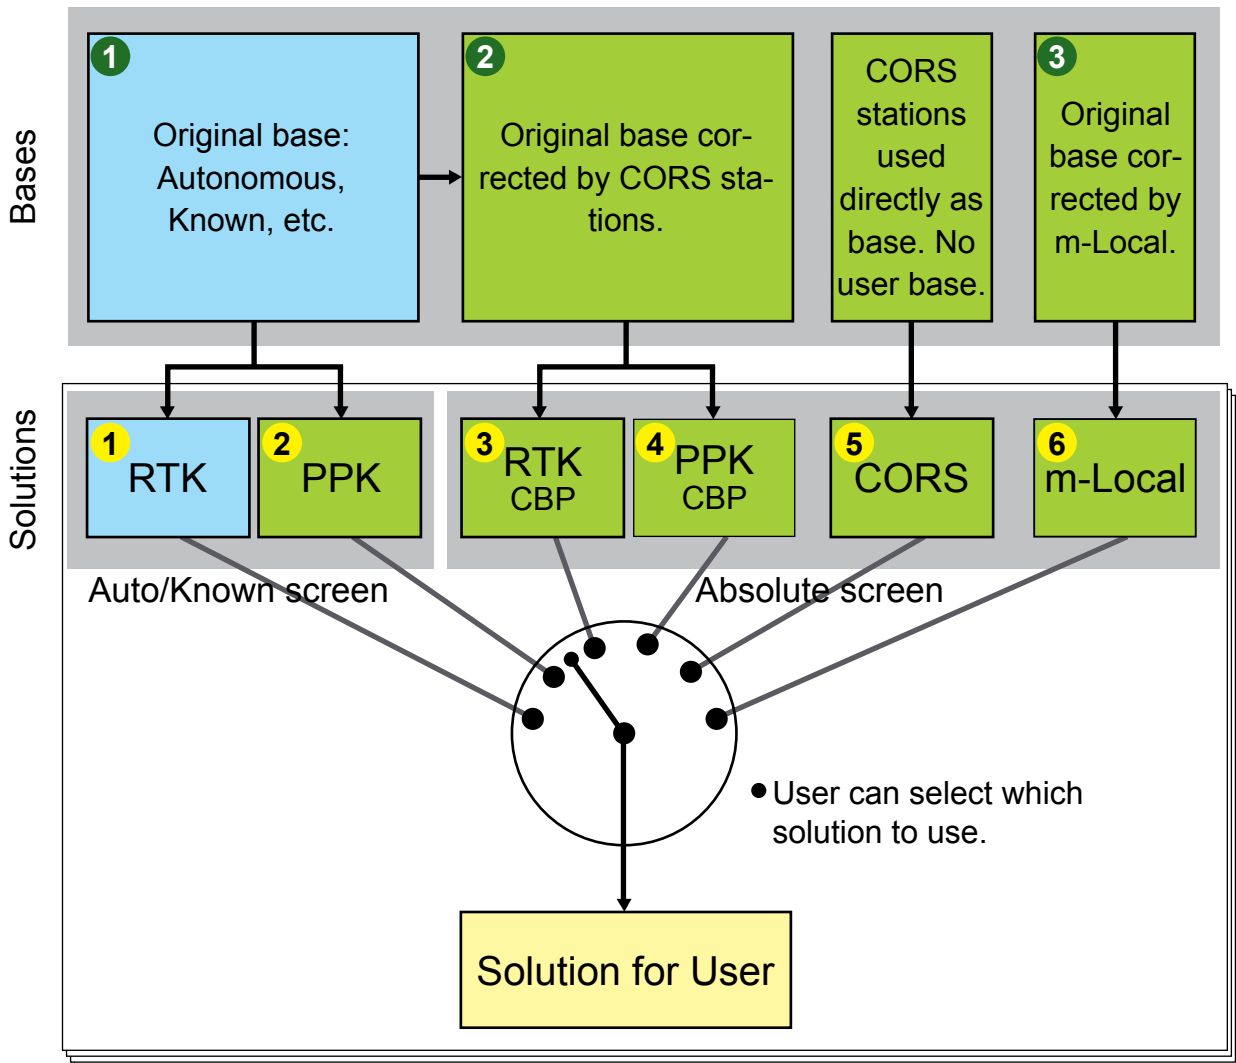 Bases
1
Original base:
Autonomous,
Known, etc.
2
Original base cor-
rected by CORS sta-
tions.
CORS
stations
used
directly as
base. No
user base.
3
Original
base cor-
rected by
m-Local.
Solutions
1
RTK
2
PPK
3
RTK
CBP
4
PPK
CBP
5
CORS
6
m-Local
Auto/Known screen
Absolute screen
User can select which
solution to use.
Solution for User